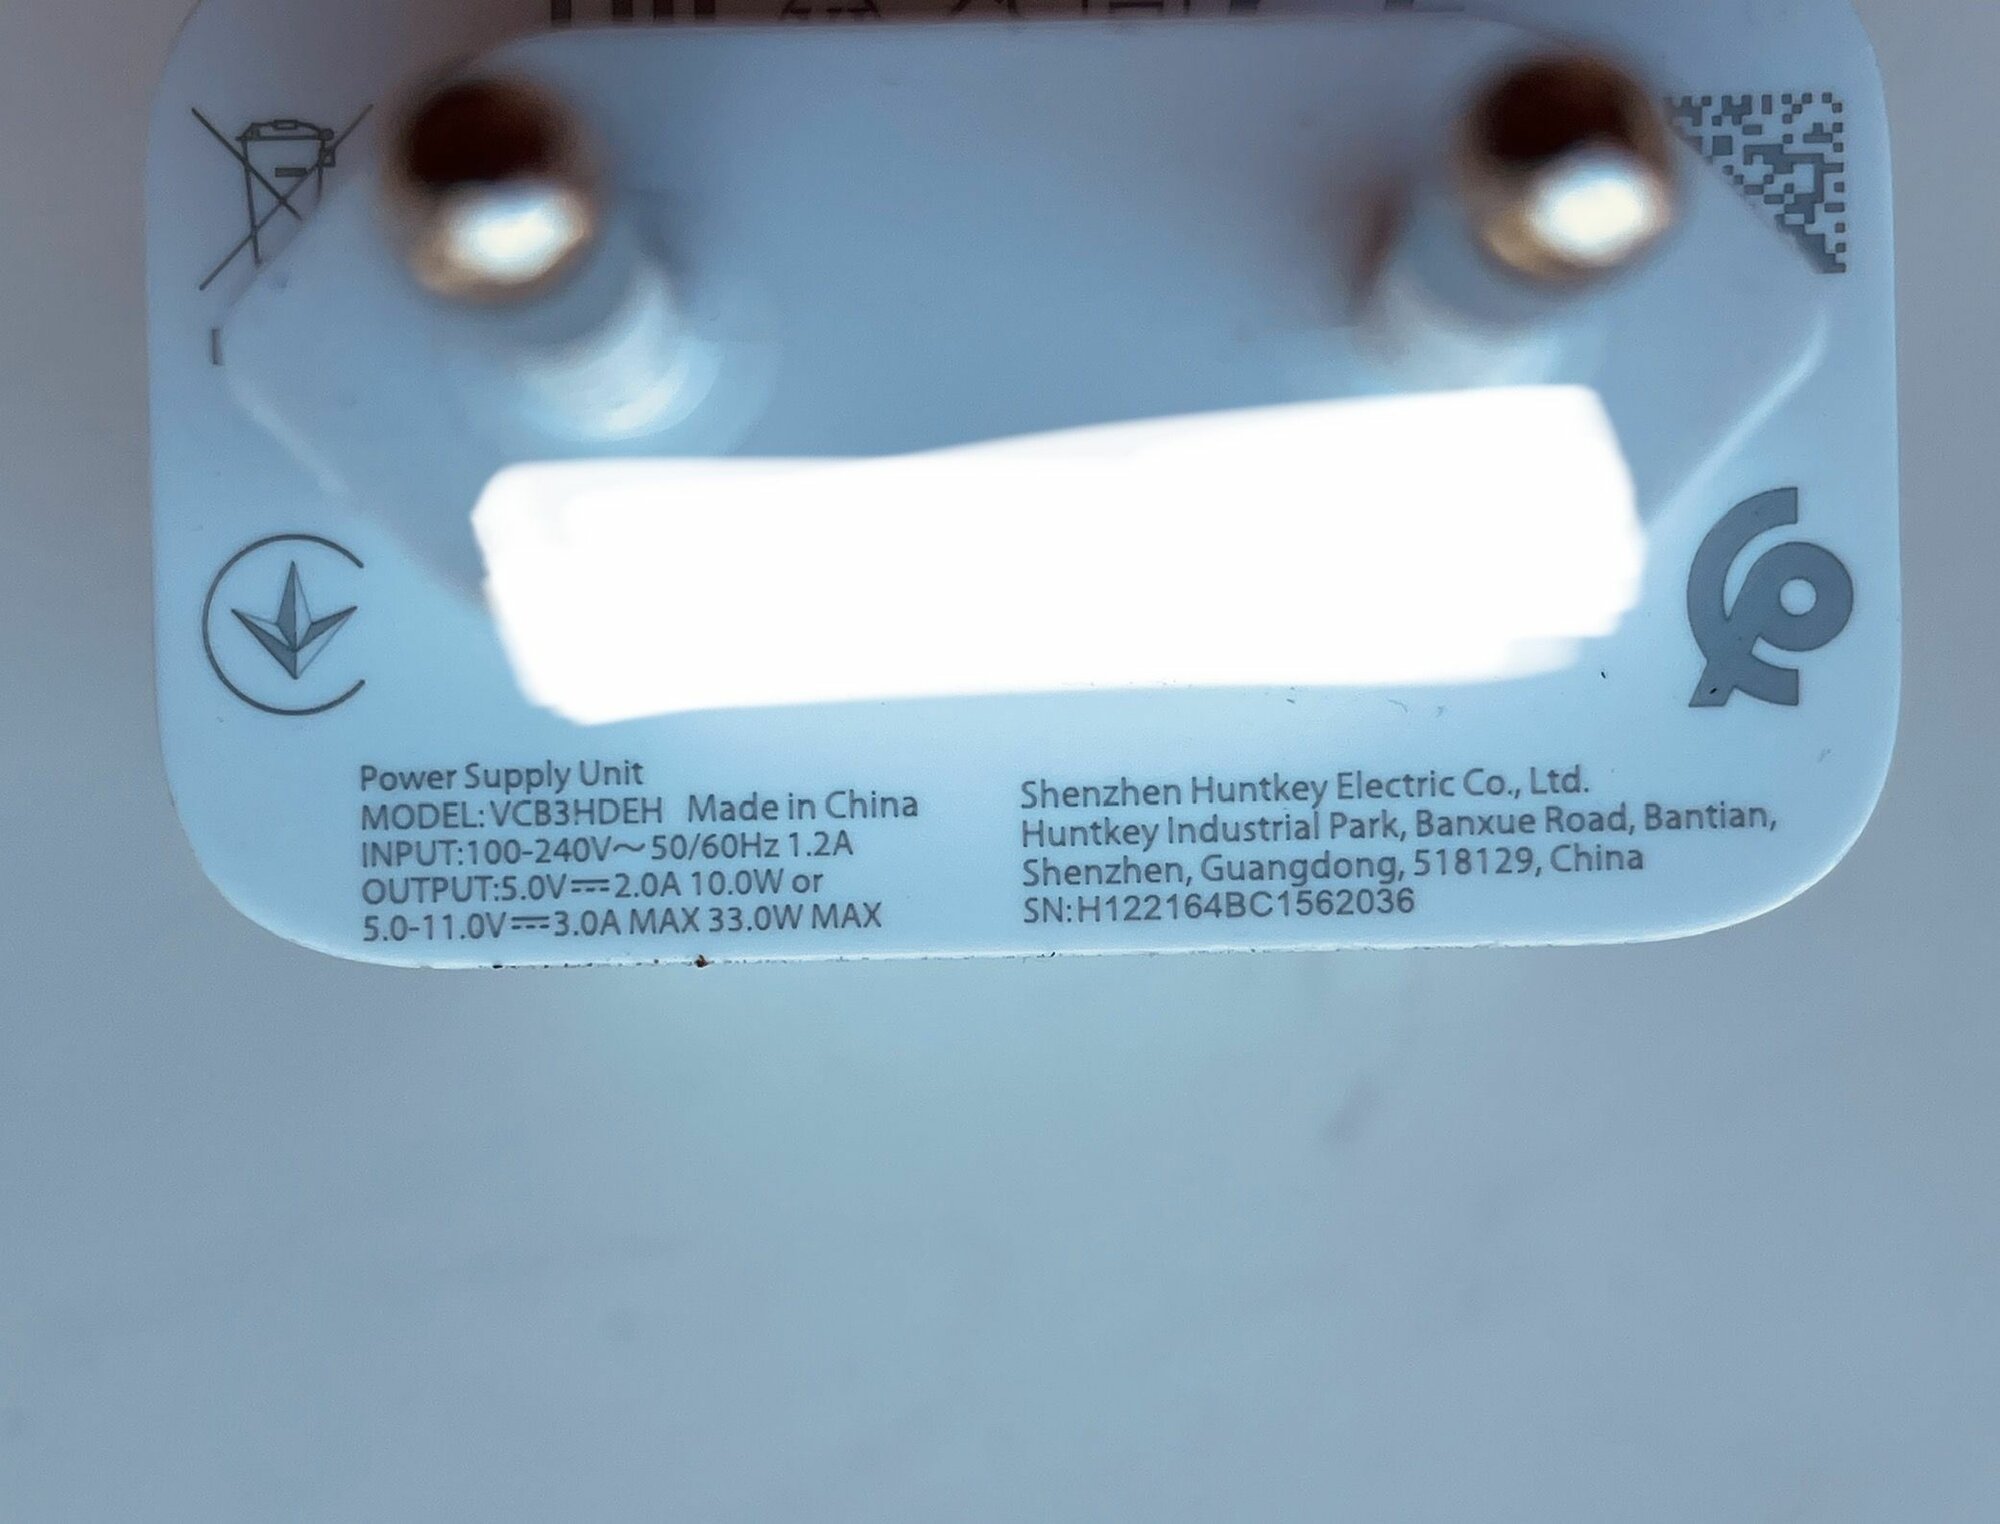 Power Supply Unit
MODEL:VCB3HDEH Made in China
INPUT:100-240V～50/60Hz 1.2A
OUTPUT:5.0V⎓2.0A 10.0W or
5.0-11.0V⎓3.0A MAX 33.0W MAX
Shenzhen Huntkey Electric Co., Ltd.
Huntkey Industrial Park, Banxue Road, Bantian,
Shenzhen, Guangdong, 518129, China
SN:H122164BC1562036